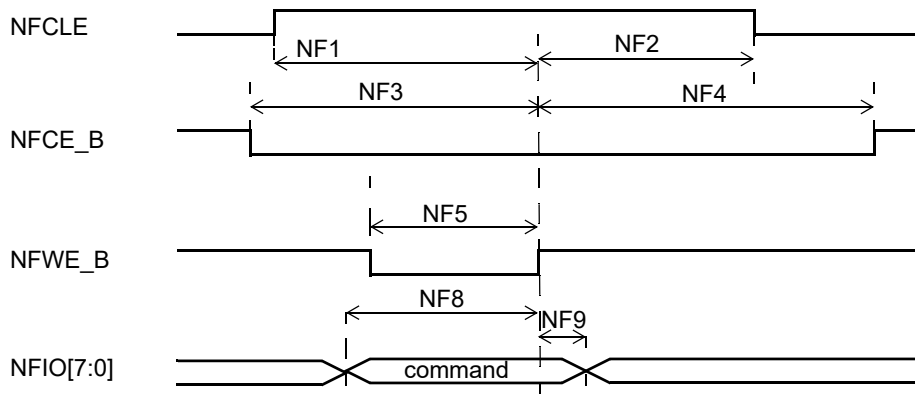 NFCLE
NF1
NF2
NF3
NF4
NFCE_B
NF5
NFWE_B
NF8
NF9
NFIO[7:0]
command